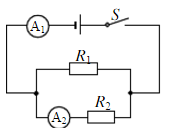 A₁ S
R₁
A₂ R₂